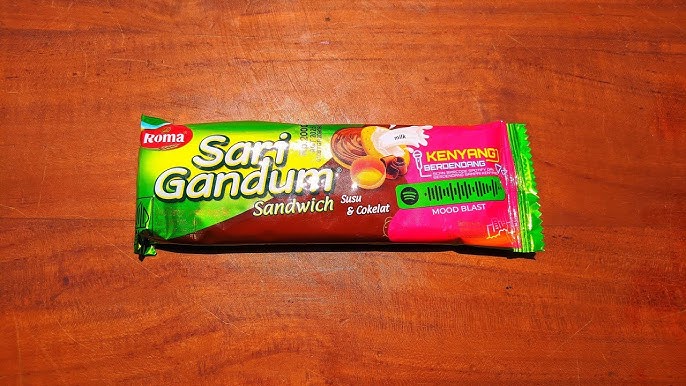 Roma
Sari
Gandum
Sandwich
Susu
& Cokelat
milk
KENYANG
BERDENDANG
MOOD BLAST